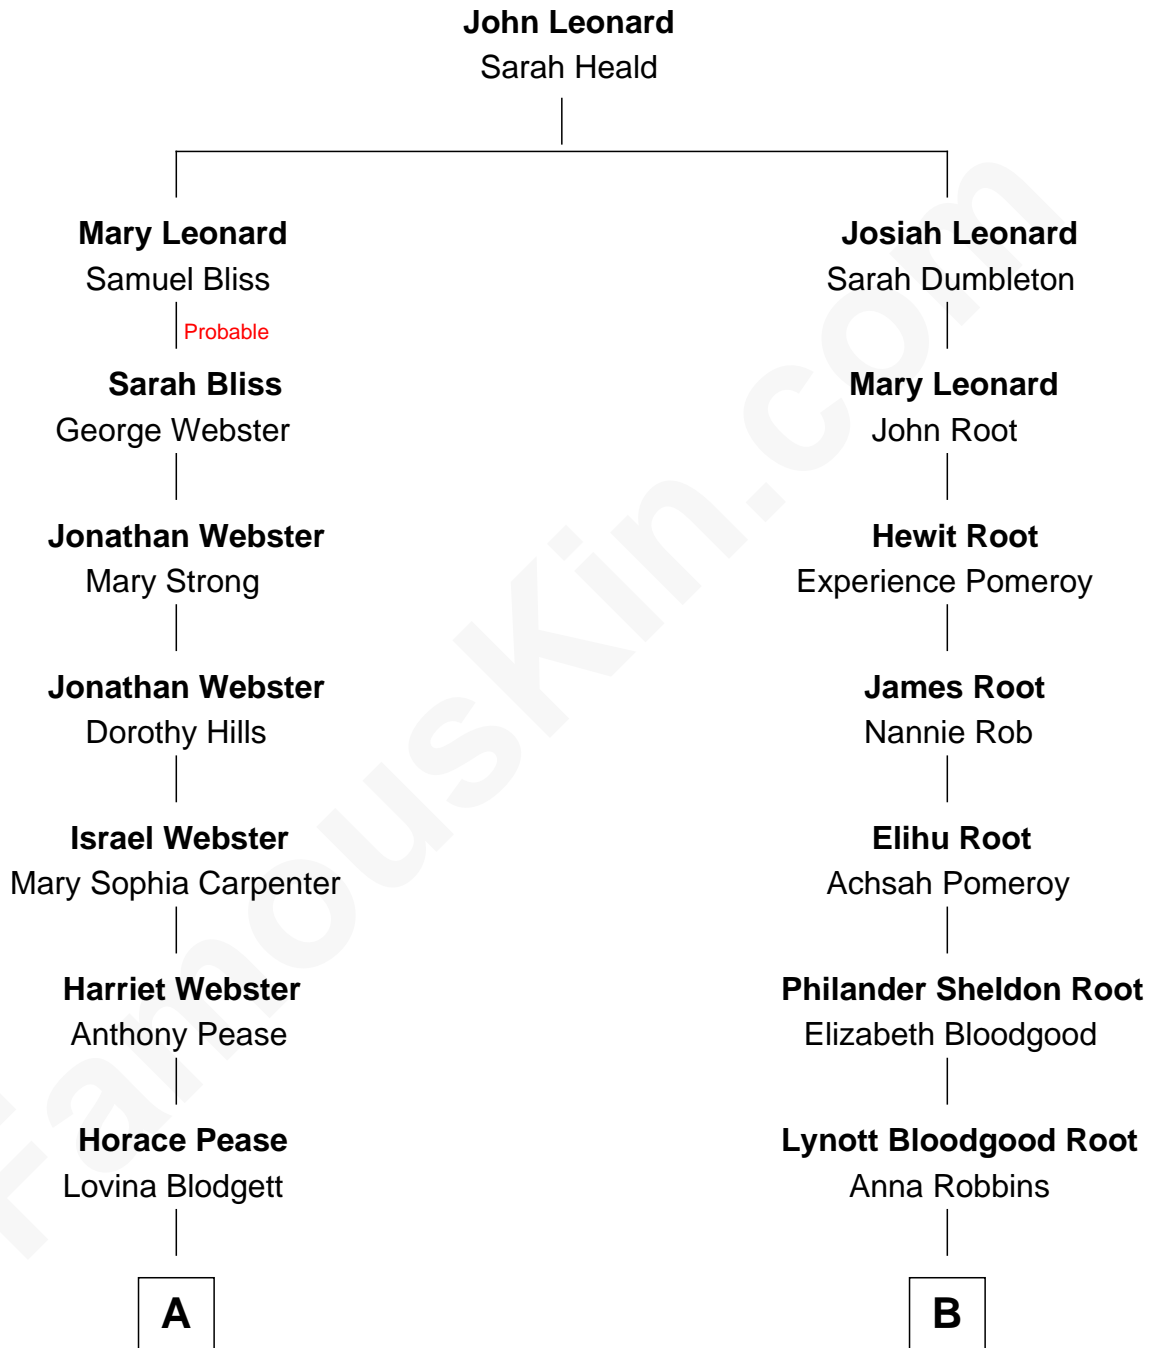 John Leonard
Sarah Heald
Mary Leonard
Samuel Bliss
Probable
Sarah Bliss
George Webster
Jonathan Webster
Mary Strong
Jonathan Webster
Dorothy Hills
Israel Webster
Mary Sophia Carpenter
Harriet Webster
Anthony Pease
Horace Pease
Lovina Blodgett
A
Josiah Leonard
Sarah Dumbleton
Mary Leonard
John Root
Hewit Root
Experience Pomeroy
James Root
Nannie Rob
Elihu Root
Achsah Pomeroy
Philander Sheldon Root
Elizabeth Bloodgood
Lynott Bloodgood Root
Anna Robbins
B
FamousKin.com